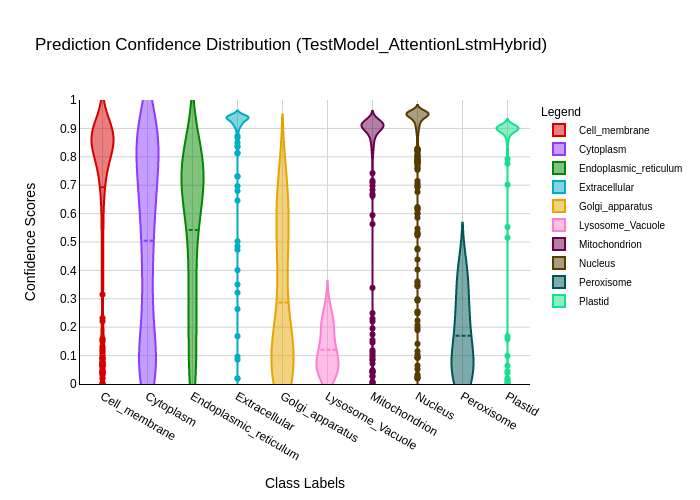 Prediction Confidence Distribution (TestModel_AttentionLstmHybrid)
Legend
Cell_membrane
Cytoplasm
Endoplasmic_reticulum
Extracellular
Golgi_apparatus
Lysosome_Vacuole
Mitochondrion
Nucleus
Peroxisome
Plastid
Confidence Scores
1
0.9
0.8
0.7
0.6
0.5
0.4
0.3
0.2
0.1
0
Cell_membrane
Cytoplasm
Endoplasmic_reticulum
Extracellular
Golgi_apparatus
Lysosome_Vacuole
Mitochondrion
Nucleus
Peroxisome
Plastid
Class Labels